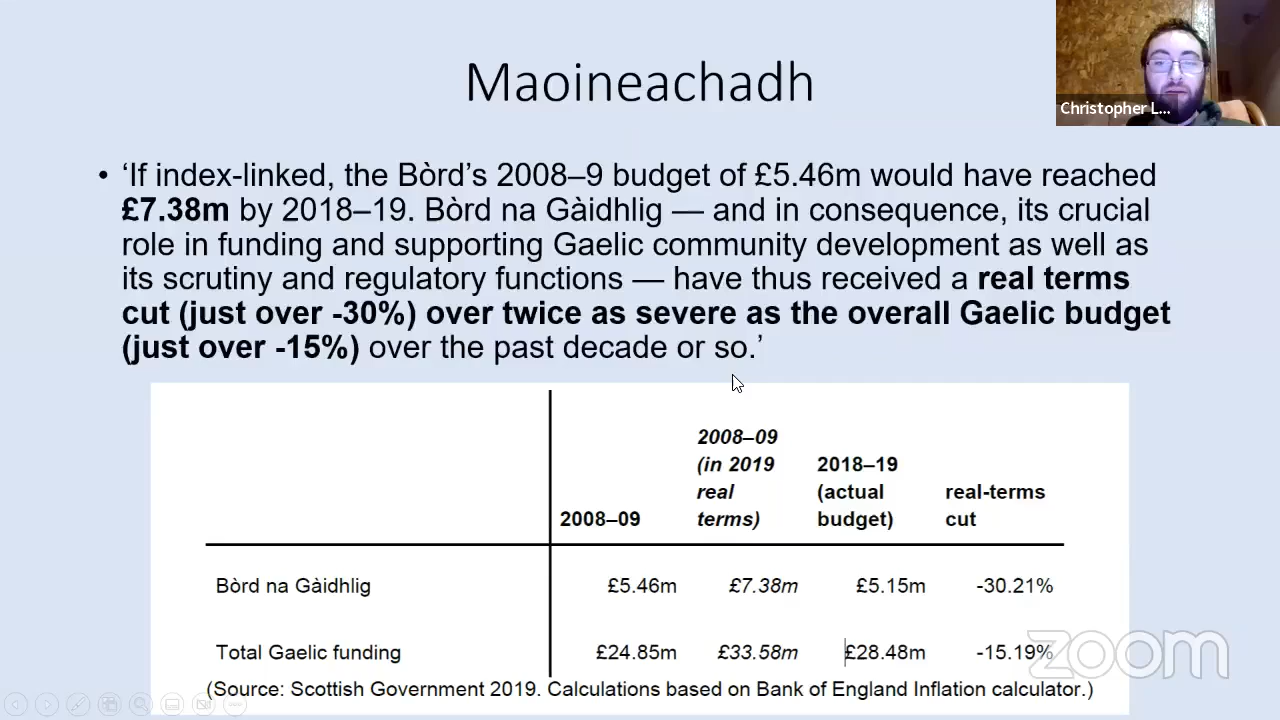 Maoineachadh
Christopher L...
• ‘If index-linked, the Bòrd’s 2008–9 budget of £5.46m would have reached
£7.38m by 2018–19. Bòrd na Gàidhlig — and in consequence, its crucial
role in funding and supporting Gaelic community development as well as
its scrutiny and regulatory functions — have thus received a real terms
cut (just over -30%) over twice as severe as the overall Gaelic budget
(just over -15%) over the past decade or so.’
2008–09
2008–09 (in 2019 real terms)
2018–19 (actual budget)
real-terms cut
Bòrd na Gàidhlig £5.46m £7.38m £5.15m -30.21%
Total Gaelic funding £24.85m £33.58m £28.48m -15.19%
(Source: Scottish Government 2019. Calculations based on Bank of England Inflation calculator.)
zoom